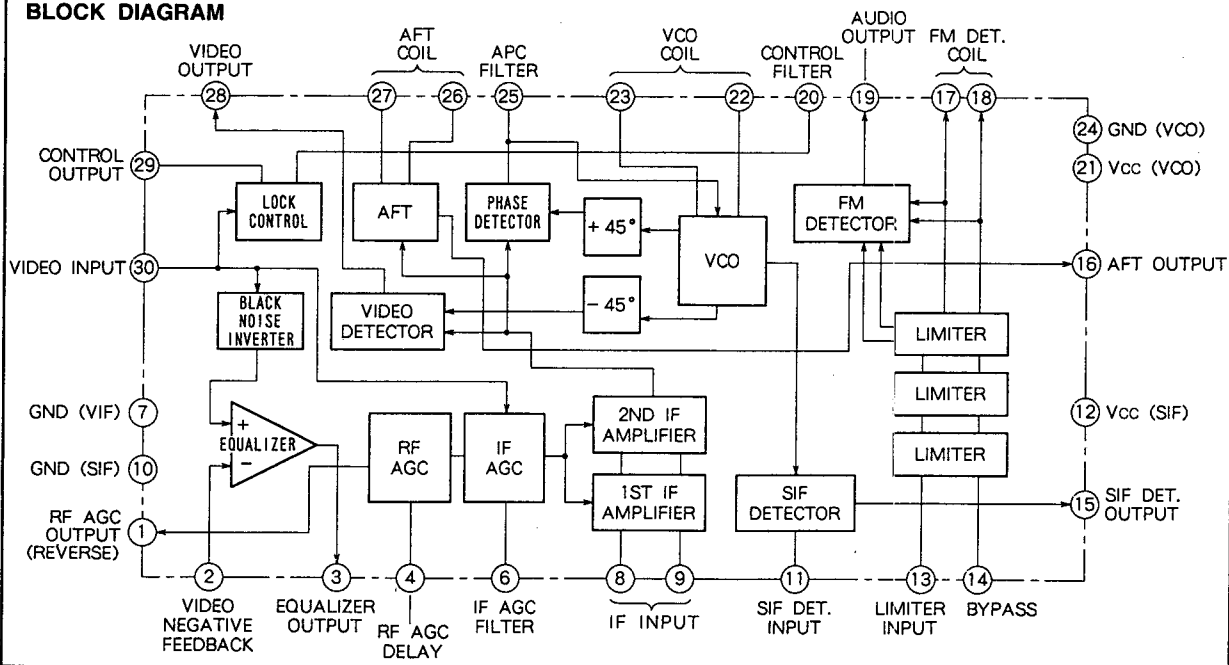 BLOCK DIAGRAM
VIDEO
OUTPUT
AFT
COIL
APC
FILTER
VCO
COIL
CONTROL
FILTER
AUDIO
OUTPUT
FM DET.
COIL
28
27
26
25
23
22
20
19
17
18
24
GND (VCO)
21
Vcc (VCO)
CONTROL
OUTPUT
29
LOCK
CONTROL
AFT
PHASE
DETECTOR
+ 45°
VCO
FM
DETECTOR
VIDEO INPUT
30
16
AFT OUTPUT
BLACK
NOISE
INVERTER
VIDEO
DETECTOR
- 45°
LIMITER
LIMITER
LIMITER
GND (VIF)
7
12
Vcc (SIF)
+
EQUALIZER
-
RF
AGC
IF
AGC
2ND IF
AMPLIFIER
1ST IF
AMPLIFIER
SIF
DETECTOR
GND (SIF)
10
15
SIF DET.
OUTPUT
RF AGC
OUTPUT
(REVERSE)
1
2
3
4
6
8
9
11
13
14
VIDEO
NEGATIVE
FEEDBACK
EQUALIZER
OUTPUT
RF AGC
DELAY
IF AGC
FILTER
IF INPUT
SIF DET.
INPUT
LIMITER
INPUT
BYPASS